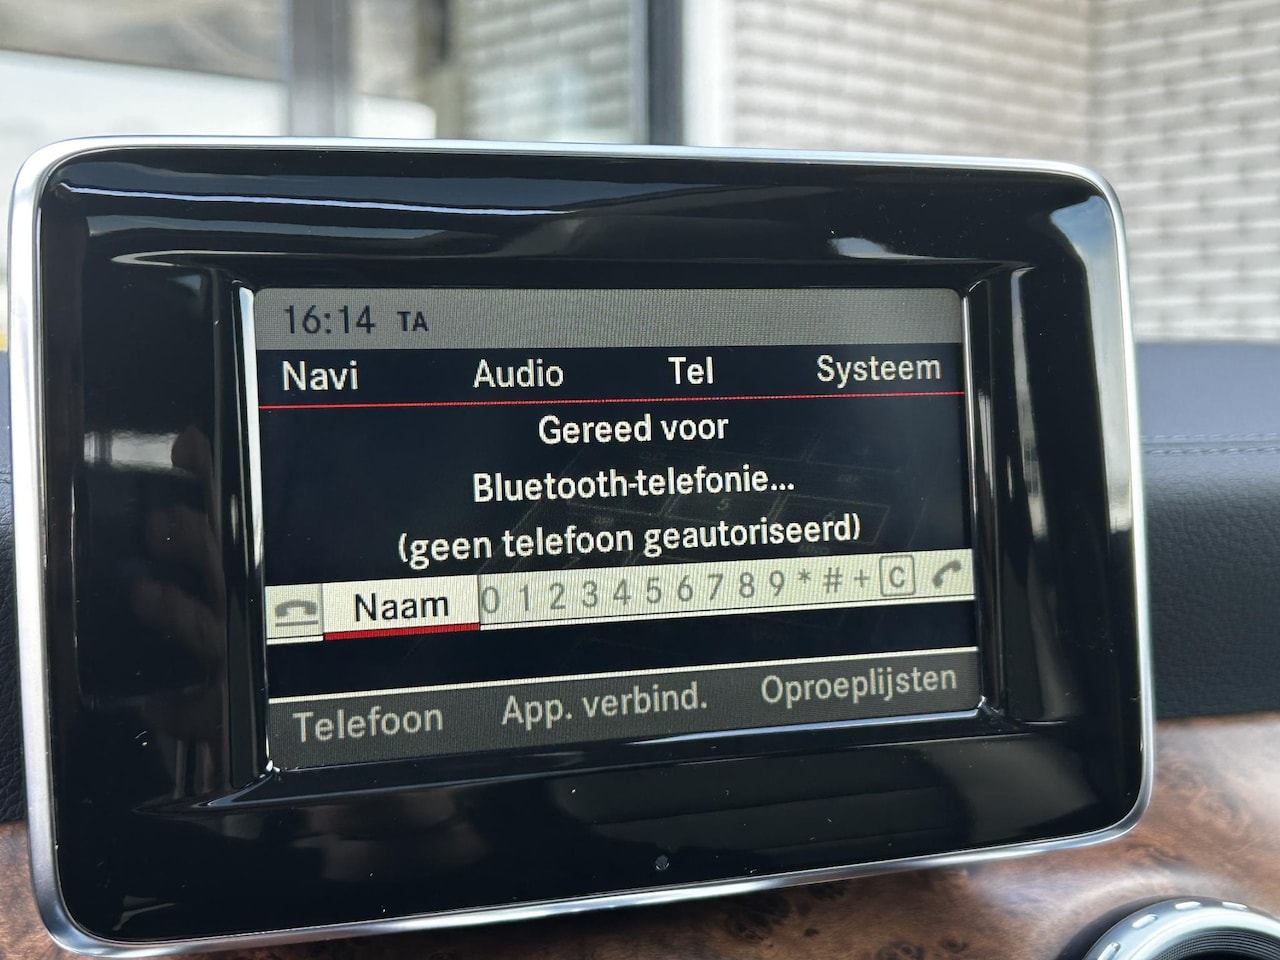 16:14 TA
Navi Audio Tel Systeem
Gereed voor
Bluetooth-telefonie...
(geen telefoon geautoriseerd)
Naam 0 1 2 3 4 5 6 7 8 9 * # + C
Telefoon App. verbind. Oproeplijsten